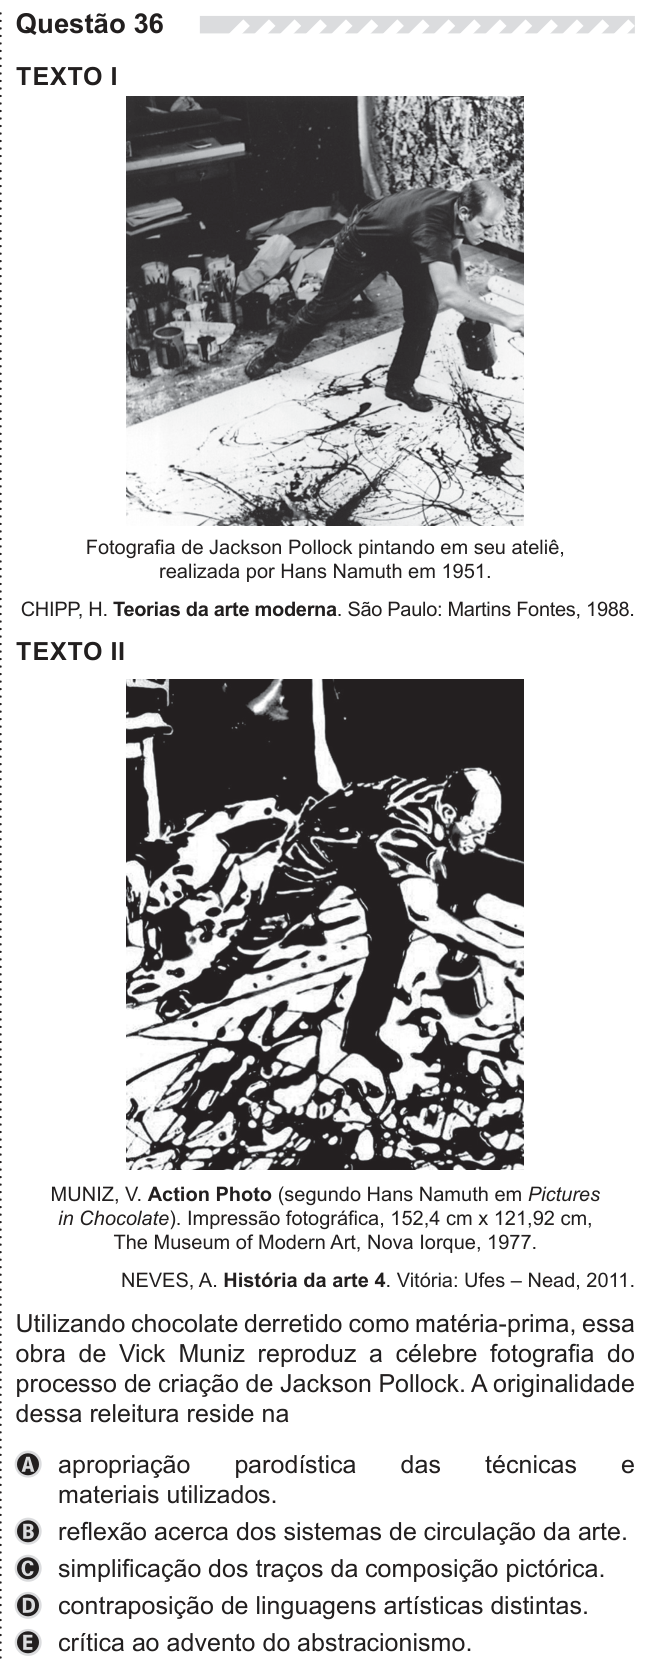 Questão 36
TEXTO I
Fotografia de Jackson Pollock pintando em seu ateliê,
realizada por Hans Namuth em 1951.
CHIPP, H. Teorias da arte moderna. São Paulo: Martins Fontes, 1988.
TEXTO II
MUNIZ, V. Action Photo (segundo Hans Namuth em Pictures
in Chocolate). Impressão fotográfica, 152,4 cm x 121,92 cm,
The Museum of Modern Art, Nova Iorque, 1977.
NEVES, A. História da arte 4. Vitória: Ufes – Nead, 2011.
Utilizando chocolate derretido como matéria-prima, essa
obra de Vick Muniz reproduz a célebre fotografia do
processo de criação de Jackson Pollock. A originalidade
dessa releitura reside na
A apropriação parodística das técnicas e
materiais utilizados.
B reflexão acerca dos sistemas de circulação da arte.
C simplificação dos traços da composição pictórica.
D contraposição de linguagens artísticas distintas.
E crítica ao advento do abstracionismo.